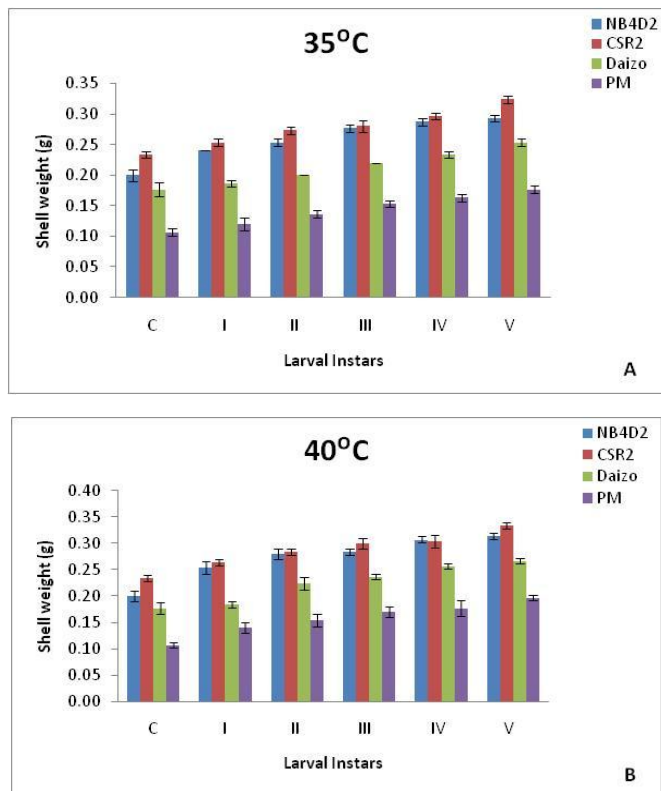 35°C
NB4D2
CSR2
Daizo
PM
0.35
0.30
0.25
0.20
0.15
0.10
0.05
0.00
Shell weight (g)
C I II III IV V
Larval Instars
A
40°C
NB4D2
CSR2
Daizo
PM
0.40
0.35
0.30
0.25
0.20
0.15
0.10
0.05
0.00
Shell weight (g)
C I II III IV V
Larval Instars
B